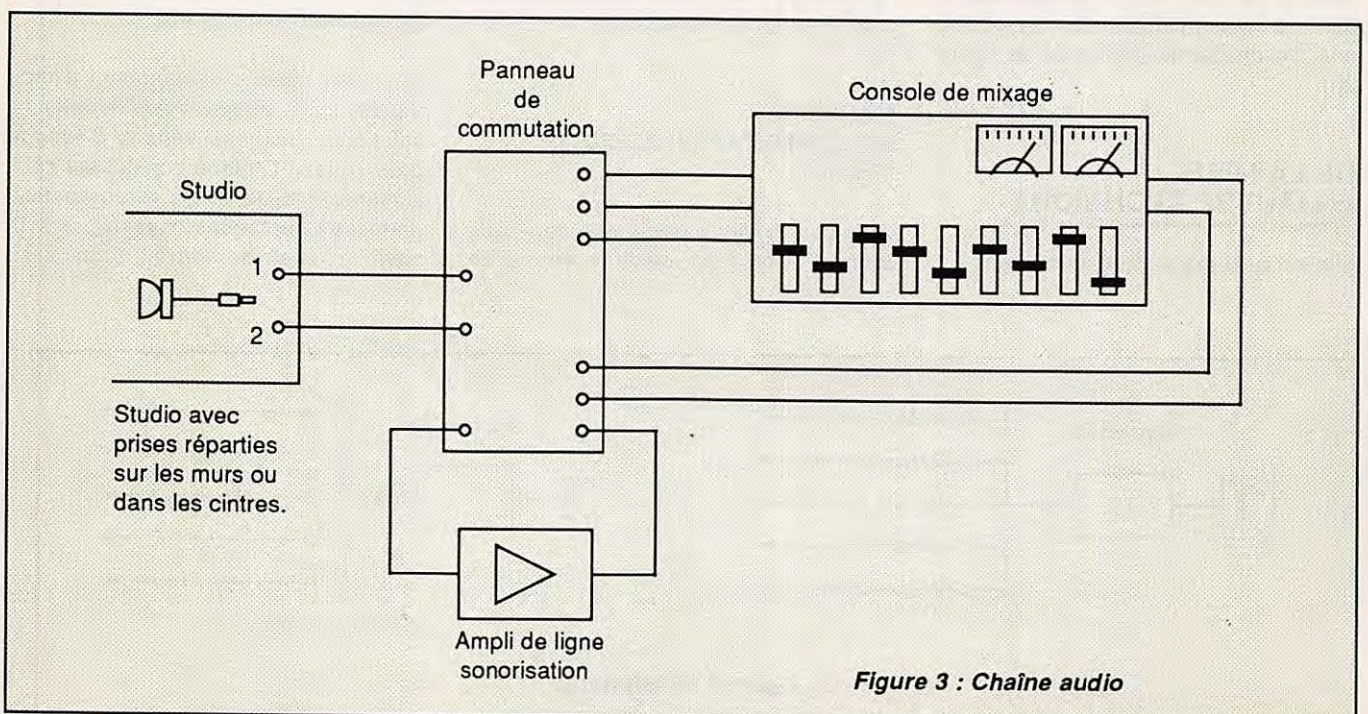 Panneau
de
commutation
Console de mixage
Studio
1
2
Studio avec
prises réparties
sur les murs ou
dans les cintres.
Ampli de ligne
sonorisation
Figure 3 : Chaîne audio